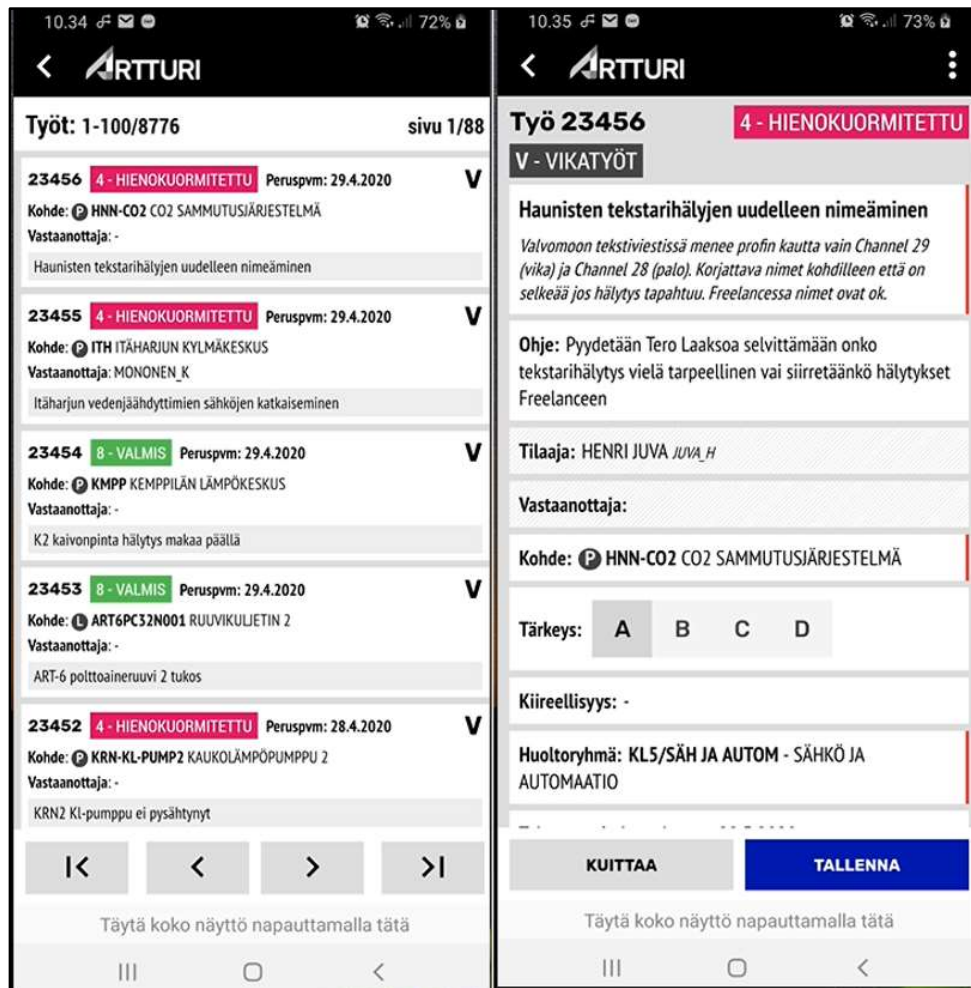 10.34
72%
ARTTURI
Työt: 1-100/8776 sivu 1/88
23456 4 - HIENOKUORMITETTU Peruspvm: 29.4.2020 V
Kohde: P HNN-CO2 CO2 SAMMUTUSJÄRJESTELMÄ
Vastaanottaja: -
Haunisten tekstarihälyjen uudelleen nimeäminen
23455 4 - HIENOKUORMITETTU Peruspvm: 29.4.2020 V
Kohde: P ITH ITÄHARJUN KYLMÄKESKUS
Vastaanottaja: MONONEN_K
Itäharjun vedenjäähdyttimien sähköjen katkaiseminen
23454 8 - VALMIS Peruspvm: 29.4.2020 V
Kohde: P KMPP KEMPPILÄN LÄMPÖKESKUS
Vastaanottaja: -
K2 kaivonpinta hälytys makaa päällä
23453 8 - VALMIS Peruspvm: 29.4.2020 V
Kohde: L ART6PC32N001 RUUVIKULJETIN 2
Vastaanottaja: -
ART-6 polttoaineruuvi 2 tukos
23452 4 - HIENOKUORMITETTU Peruspvm: 28.4.2020 V
Kohde: P KRN-KL-PUMP2 KAUKOLÄMPÖPUMPPU 2
Vastaanottaja: -
KRN2 Kl-pumppu ei pysähtynyt
Täytä koko näyttö napauttamalla tätä
10.35
73%
ARTTURI
Työ 23456 4 - HIENOKUORMITETTU
V - VIKATYÖT
Haunisten tekstarihälyjen uudelleen nimeäminen
Valvomoon tekstiviestissä menee profin kautta vain Channel 29
(vika) ja Channel 28 (palo). Korjattava nimet kohdilleen että on
selkeää jos hälytys tapahtuu. Freelancessa nimet ovat ok.
Ohje: Pyydetään Tero Laaksoa selvittämään onko
tekstarihälytys vielä tarpeellinen vai siirretäänkö hälytykset
Freelanceen
Tilaaja: HENRI JUVA JUVA_H
Vastaanottaja:
Kohde: P HNN-CO2 CO2 SAMMUTUSJÄRJESTELMÄ
Tärkeys: A B C D
Kiireellisyys: -
Huoltoryhmä: KL5/SÄH JA AUTOM - SÄHKÖ JA
AUTOMAATIO
KUITTAA TALLENNA
Täytä koko näyttö napauttamalla tätä